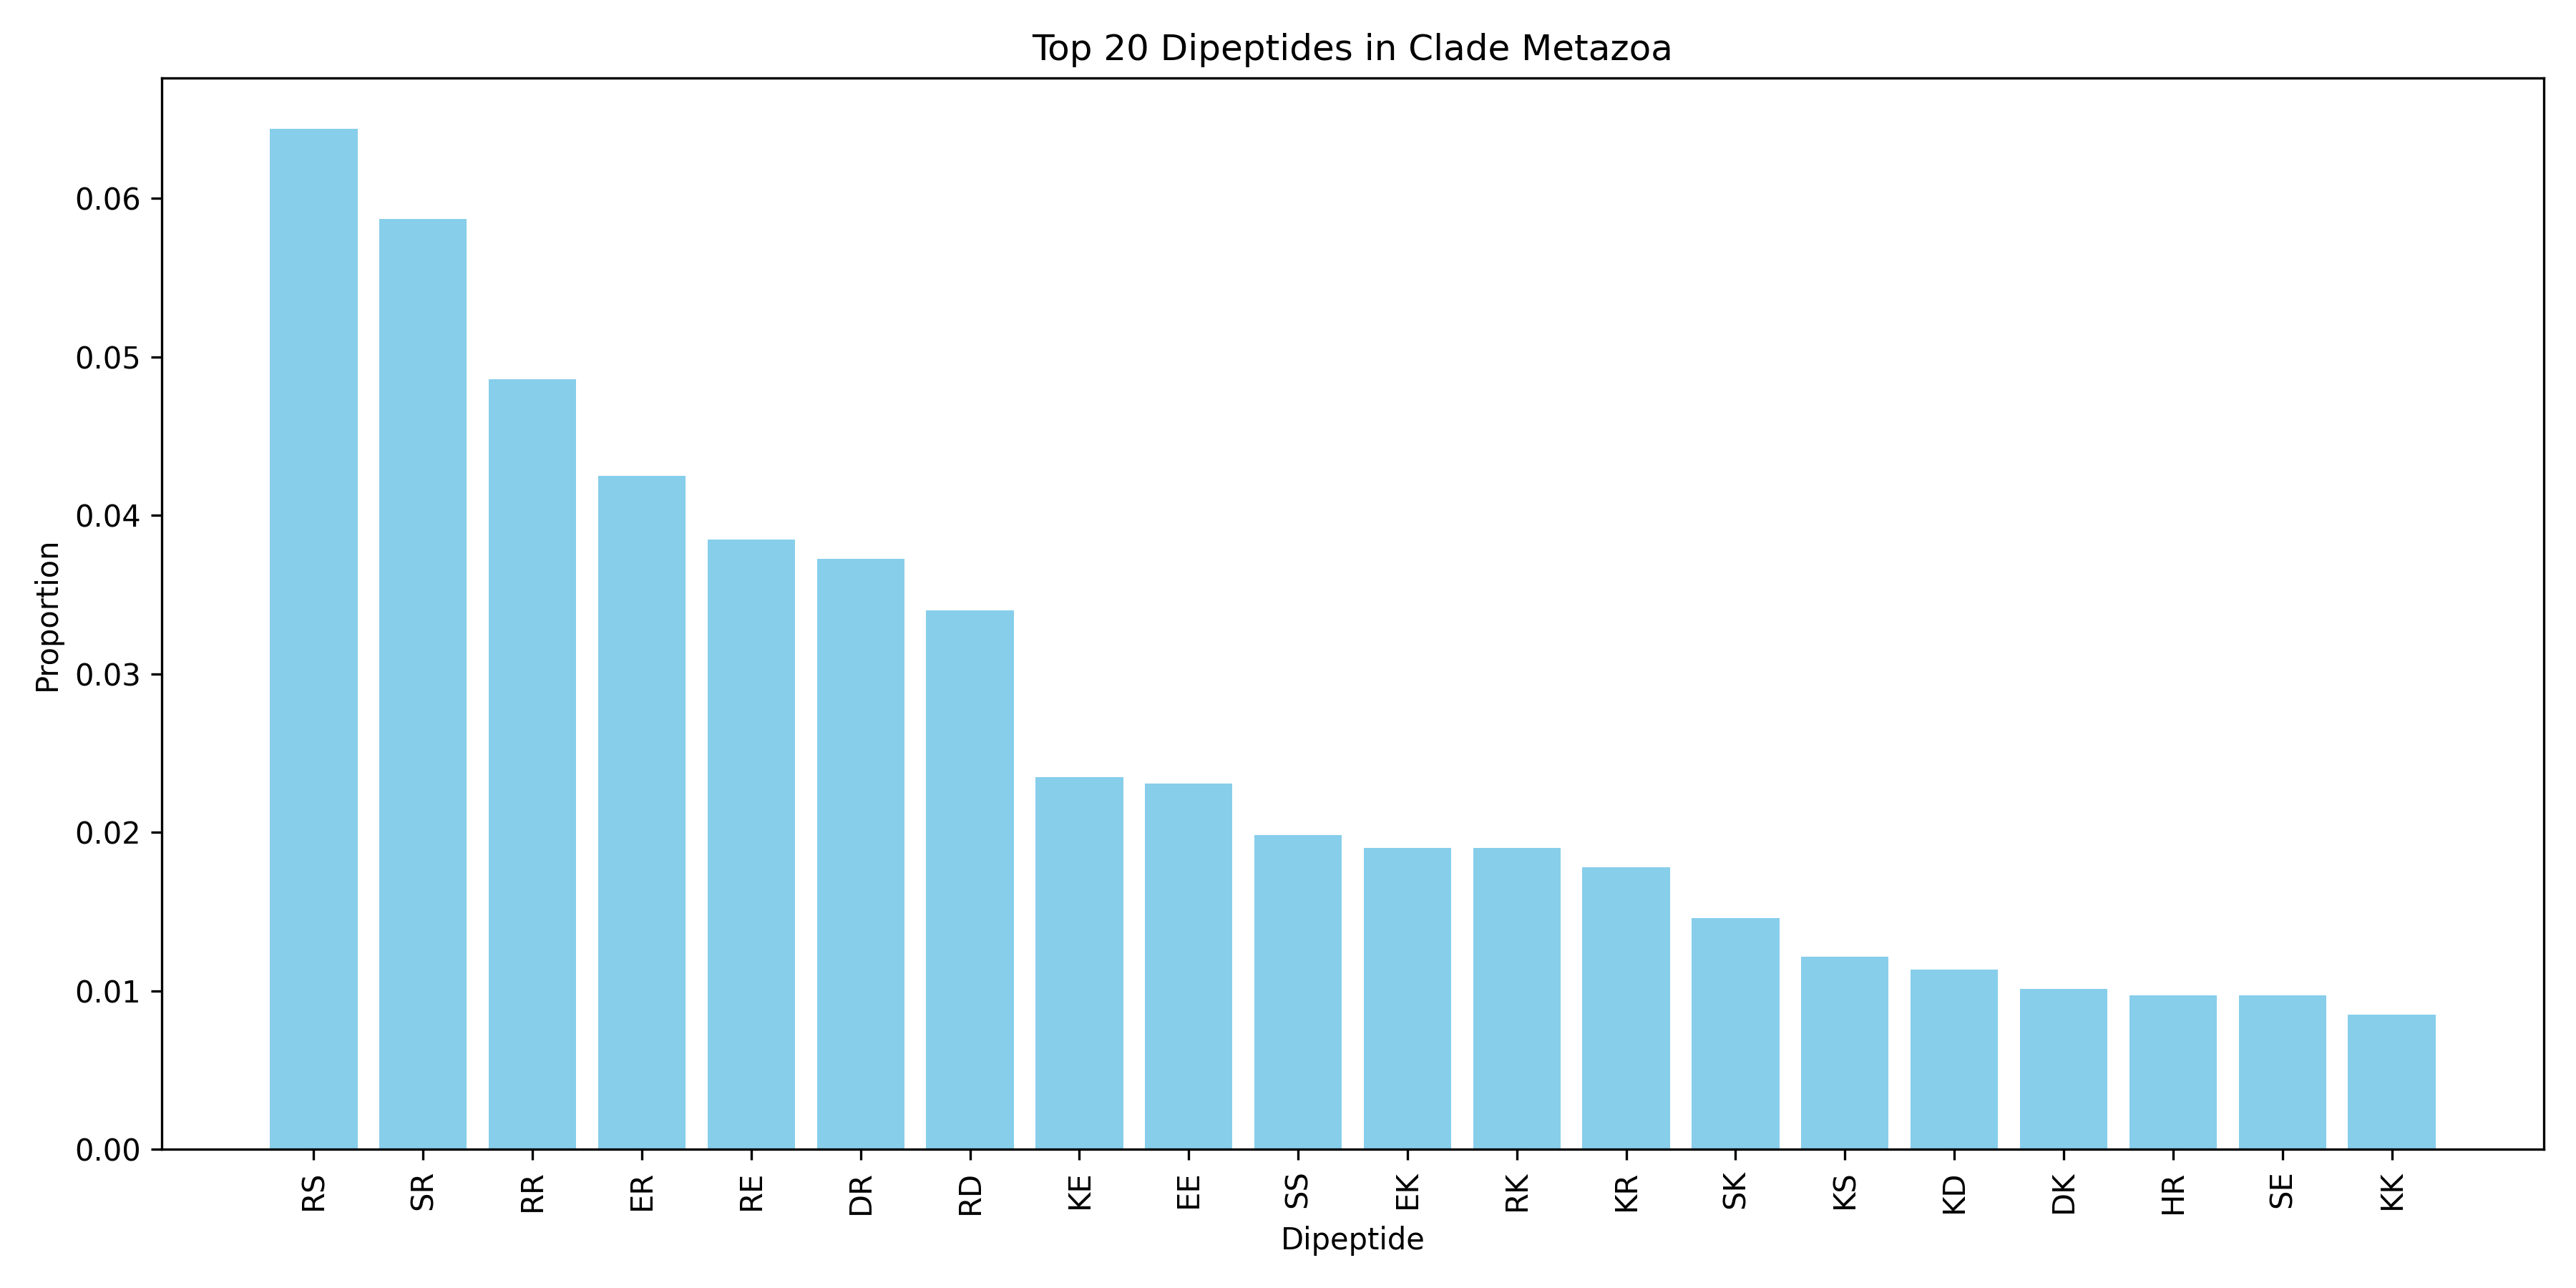 Top 20 Dipeptides in Clade Metazoa
Proportion
0.06
0.05
0.04
0.03
0.02
0.01
0.00
RS SR RR ER RE DR RD KE EE SS EK RK KR SK KS KD DK HR SE KK
Dipeptide